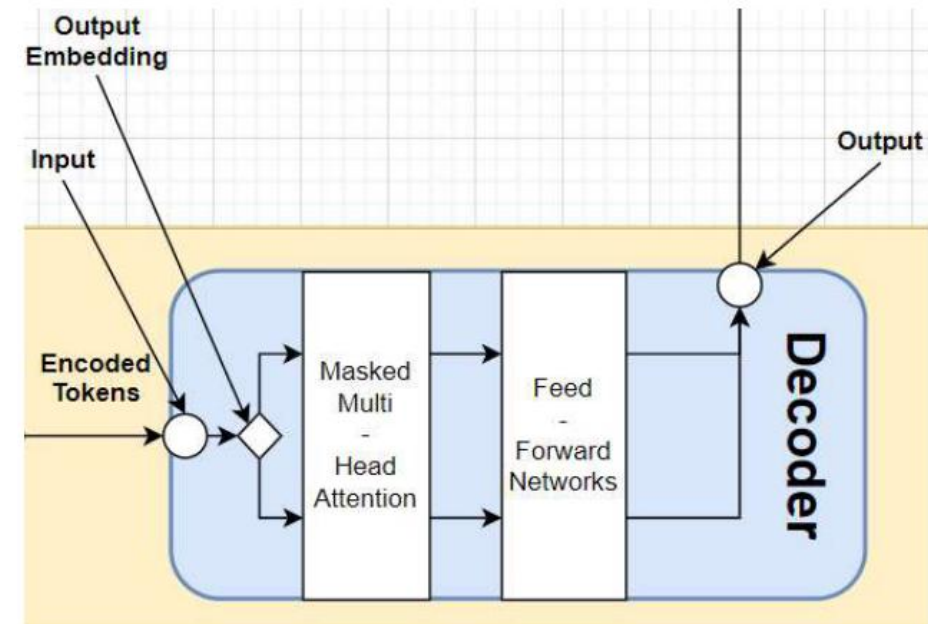 Output
Embedding
Input
Output
Encoded
Tokens
Masked
Multi
-
Head
Attention
Feed
-
Forward
Networks
Decoder